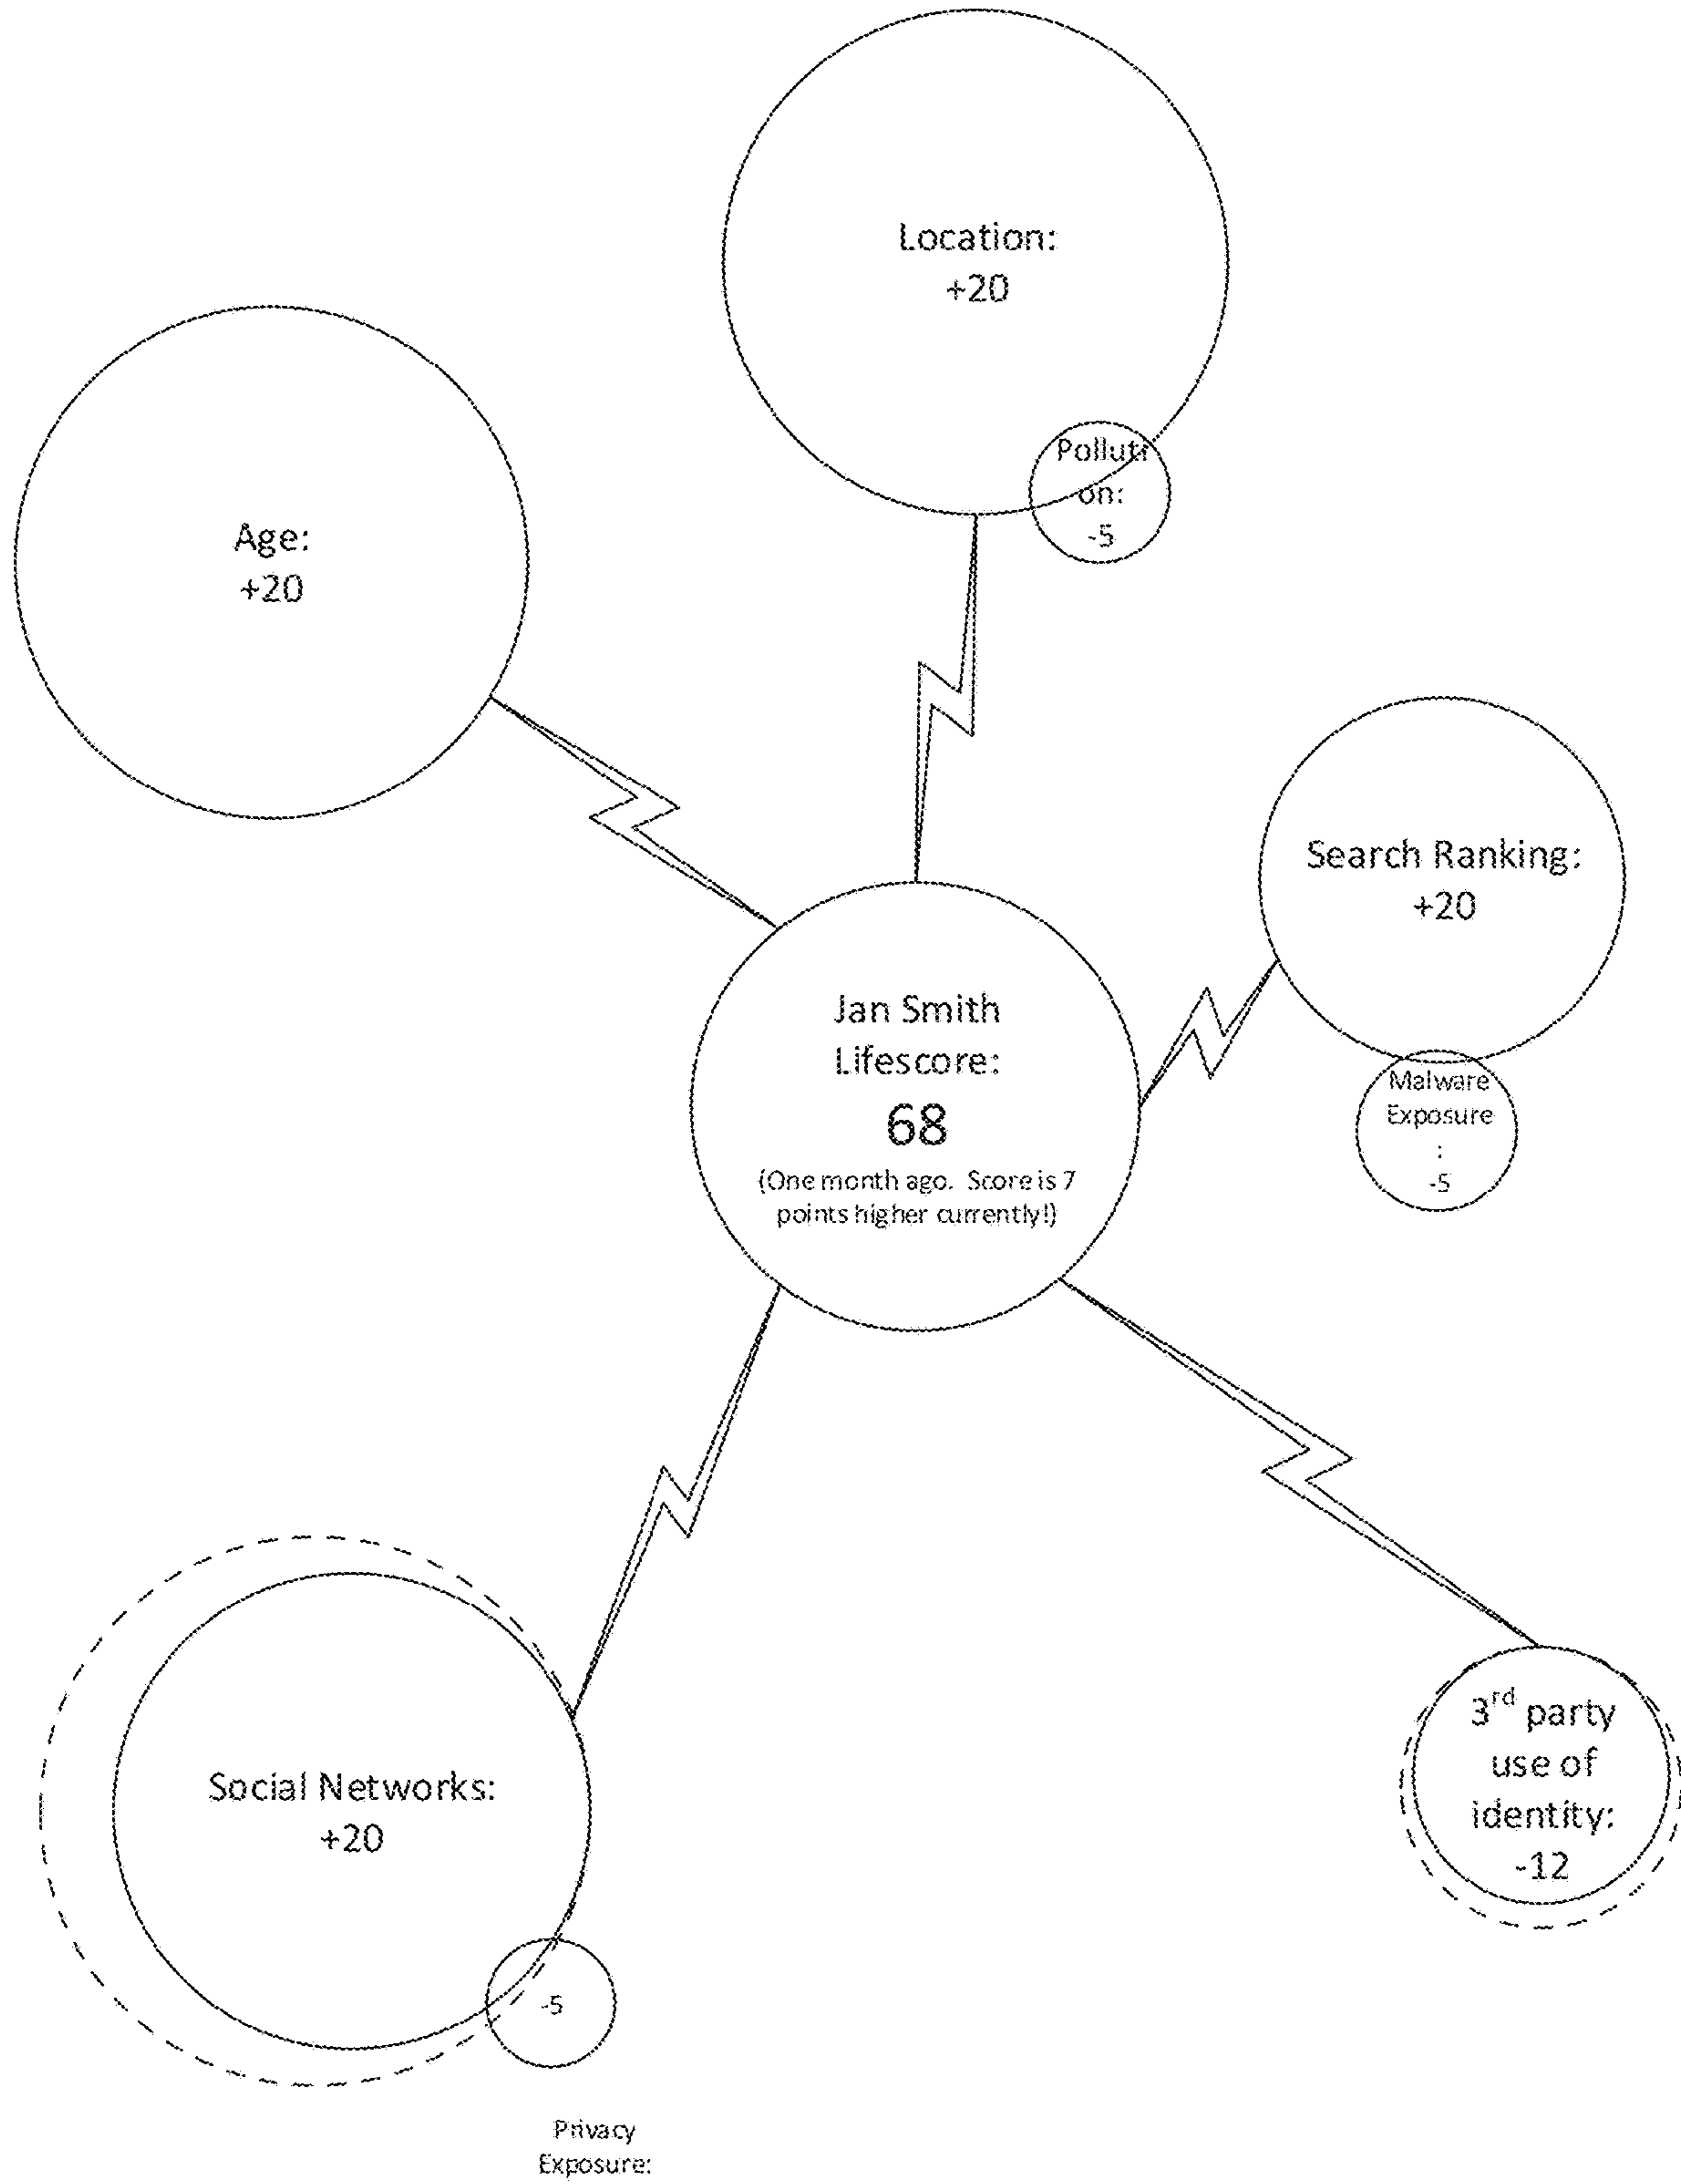 Location:
+20
Polluti
on:
-5
Age:
+20
Search Ranking:
+20
Malware
Exposure
:
-5
Jan Smith
Lifescore:
68
(One month ago. Score is 7
points higher currently!)
Social Networks:
+20
-5
Privacy
Exposure:
3rd party
use of
identity:
-12